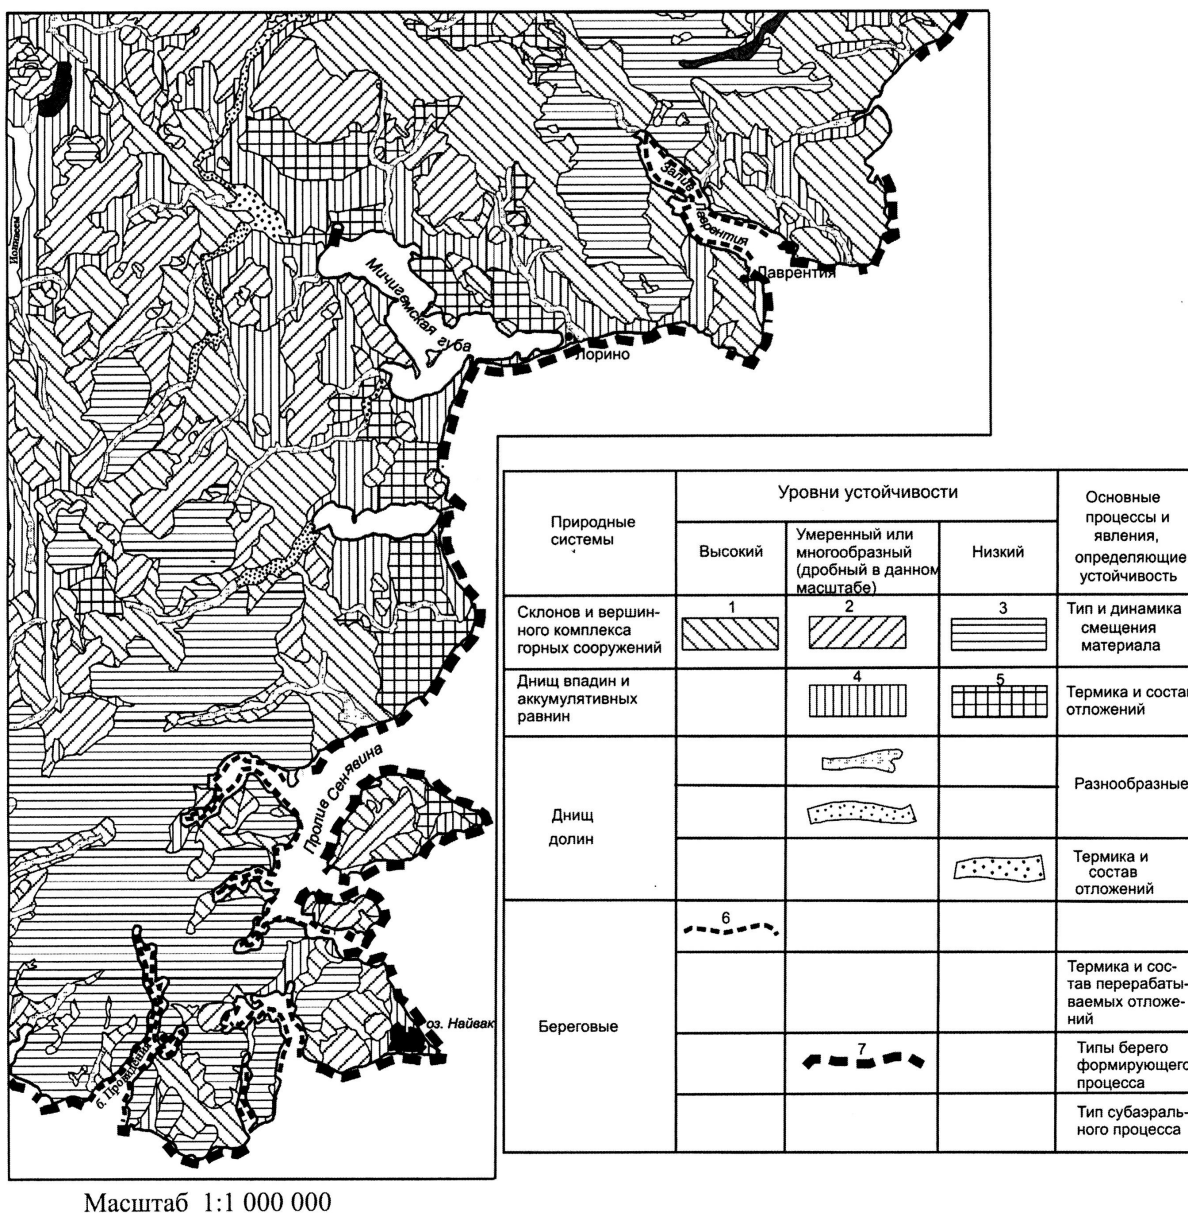 Залив
Лаврентия
Лаврентия
Мичигемская
губа
Лорино
Пролив Сенявина
оз. Найвак
б. Провидения
Природные
системы
Уровни устойчивости
Высокий
Умеренный или
многообразный
(дробный в данном
масштабе)
Низкий
Основные
процессы и
явления,
определяющие
устойчивость
Склонов и вершин-
ного комплекса
горных сооружений
1
2
3
Тип и динамика
смещения
материала
Днищ впадин и
аккумулятивных
равнин
4
5
Термика и состав
отложений
Днищ
долин
Разнообразные
Термика и
состав
отложений
Береговые
6
Термика и сос-
тав перерабаты-
ваемых отложе-
ний
7
Типы берего
формирующего
процесса
Тип субаэраль-
ного процесса
Масштаб 1:1 000 000